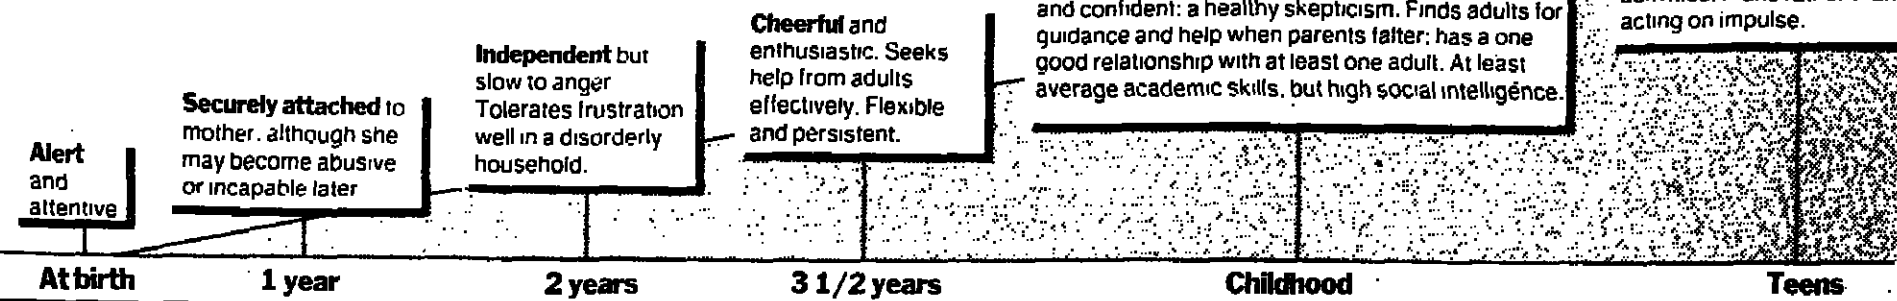 Alert
and
attentive
Securely attached to
mother. although she
may become abusive
or incapable later
Independent but
slow to anger
Tolerates frustration
well in a disorderly
household.
Cheerful and
enthusiastic. Seeks
help from adults
effectively. Flexible
and persistent.
and confident: a healthy skepticism. Finds adults for
guidance and help when parents falter; has a one
good relationship with at least one adult. At least
average academic skills, but high social intelligence.
acting on impulse.
At birth
1 year
2 years
3 1/2 years
Childhood
Teens